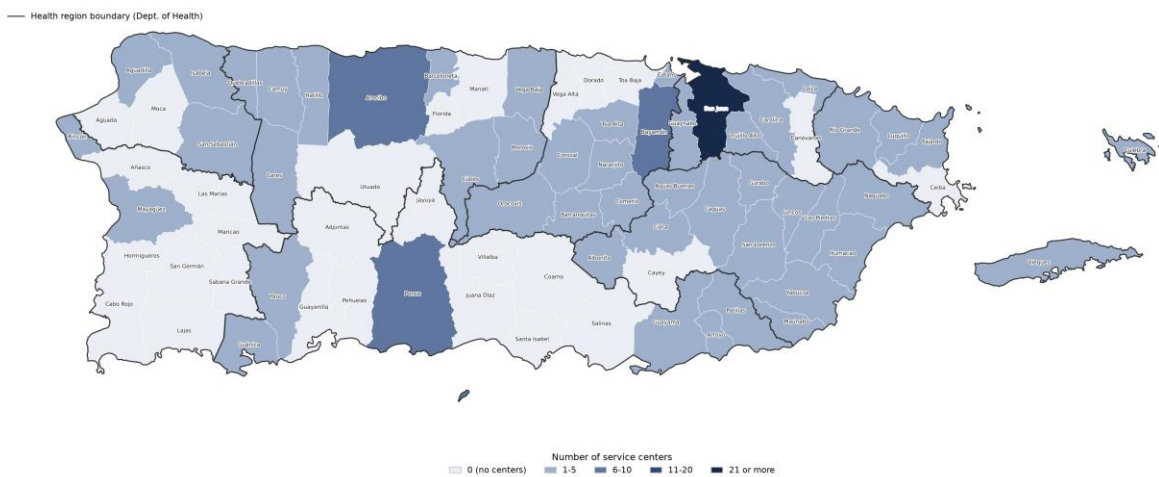 Health region boundary (Dept. of Health)
Aguadilla
Isabela
Quebradillas
Camuy
Hatillo
Arecibo
Barceloneta
Manatí
Vega Baja
Vega Alta
Dorado
Toa Baja
San Juan
Loíza
Aguada
Moca
Florida
Toa Alta
Bayamón
Guaynabo
Trujillo Alto
Carolina
Canóvanas
Río Grande
Luquillo
Fajardo
Culebra
Rincón
San Sebastián
Lares
Utuado
Ciales
Morovis
Corozal
Naranjito
Añasco
Las Marías
Mayagüez
Maricao
Adjuntas
Jayuya
Orocovis
Barranquitas
Comerío
Aguas Buenas
Caguas
Gurabo
Juncos
Las Piedras
Naguabo
Ceiba
Cidra
San Lorenzo
Humacao
Hormigueros
San Germán
Sabana Grande
Yauco
Guayanilla
Peñuelas
Ponce
Villalba
Juana Díaz
Coamo
Aibonito
Cayey
Yabucoa
Vieques
Cabo Rojo
Lajas
Guánica
Santa Isabel
Salinas
Guayama
Arroyo
Patillas
Maunabo
Number of service centers
0 (no centers)
1-5
6-10
11-20
21 or more